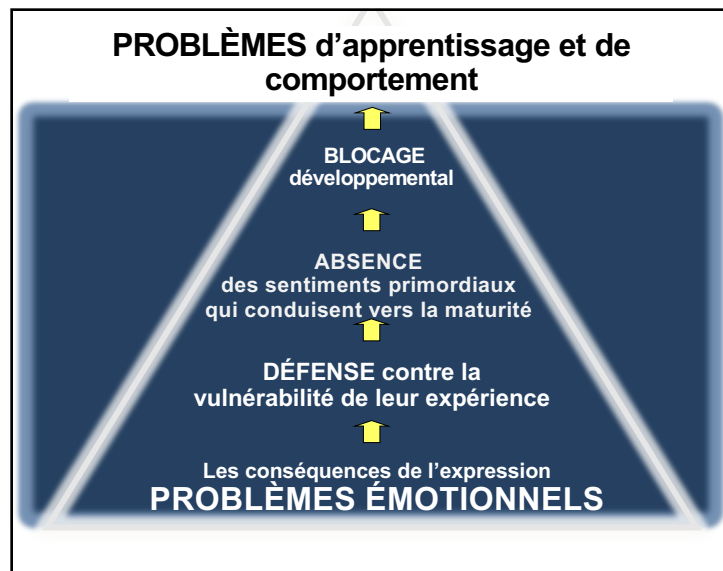 PROBLÈMES d’apprentissage et de
comportement
BLOCAGE
développemental
ABSENCE
des sentiments primordiaux
qui conduisent vers la maturité
DÉFENSE contre la
vulnérabilité de leur expérience
Les conséquences de l’expression
PROBLÈMES ÉMOTIONNELS